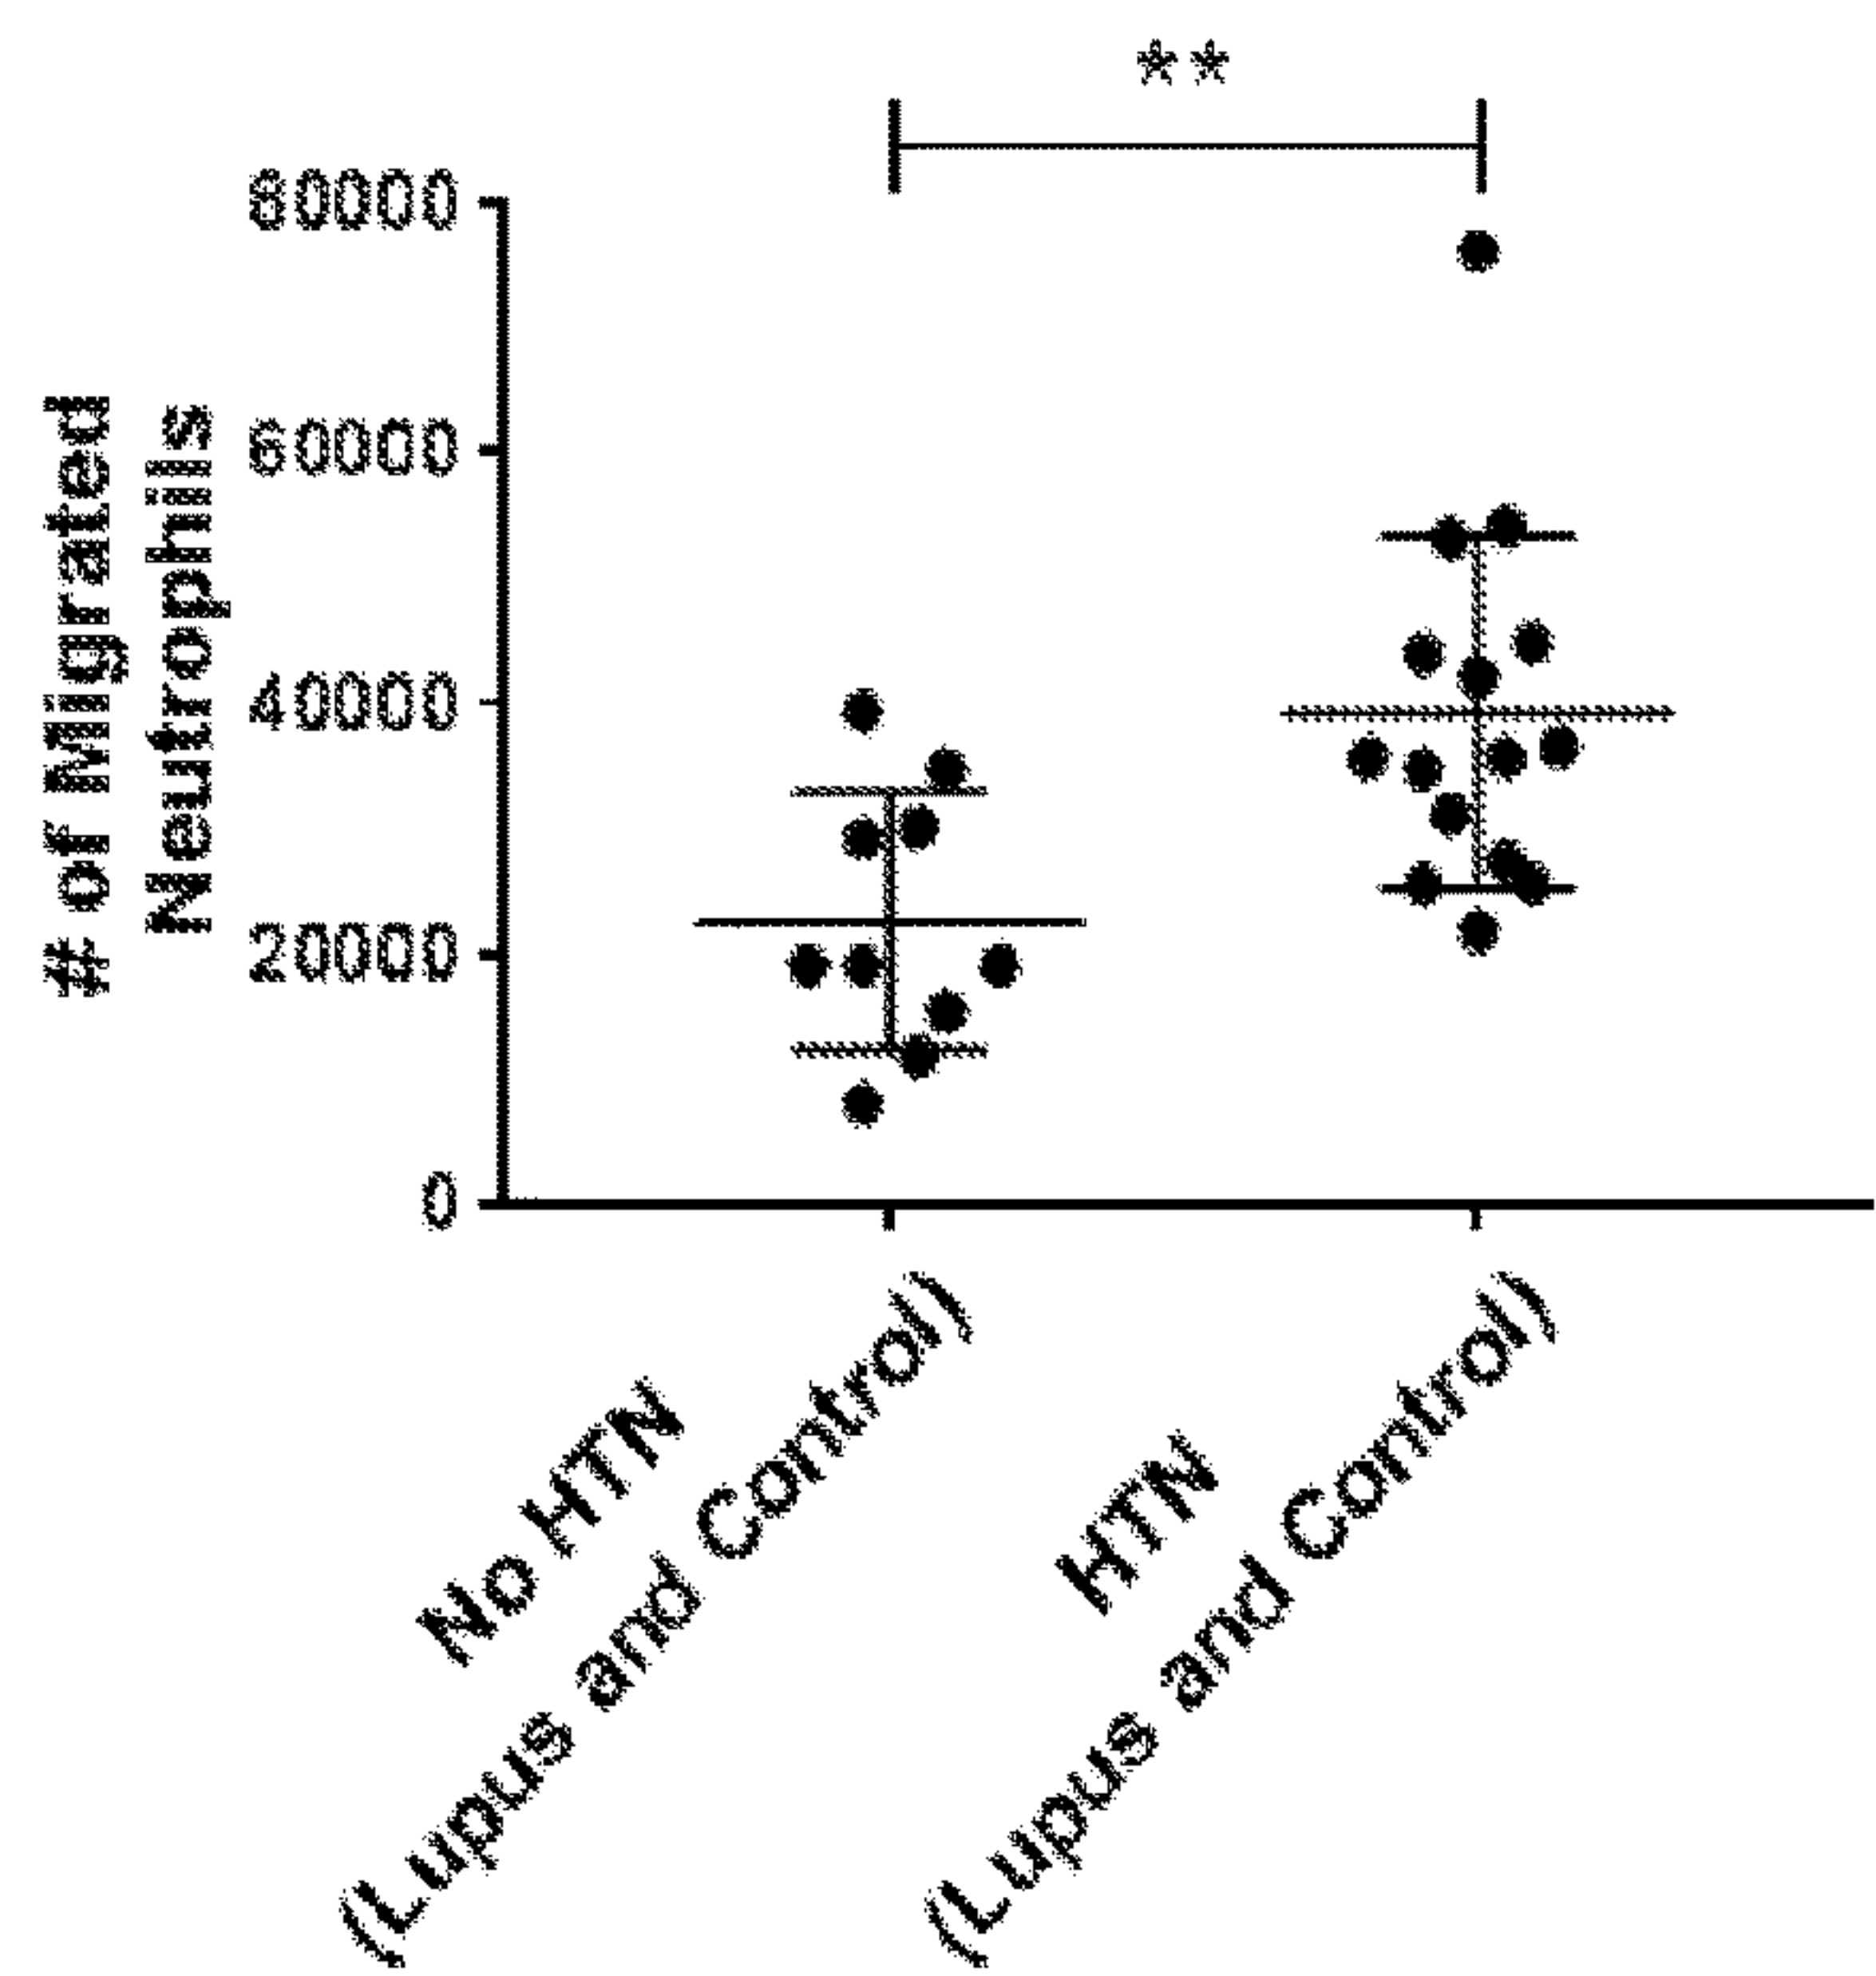 **
80000
60000
40000
20000
0
# of Migrated
Neutrophils
No HTN
(Lupus and Control)
HTN
(Lupus and Control)